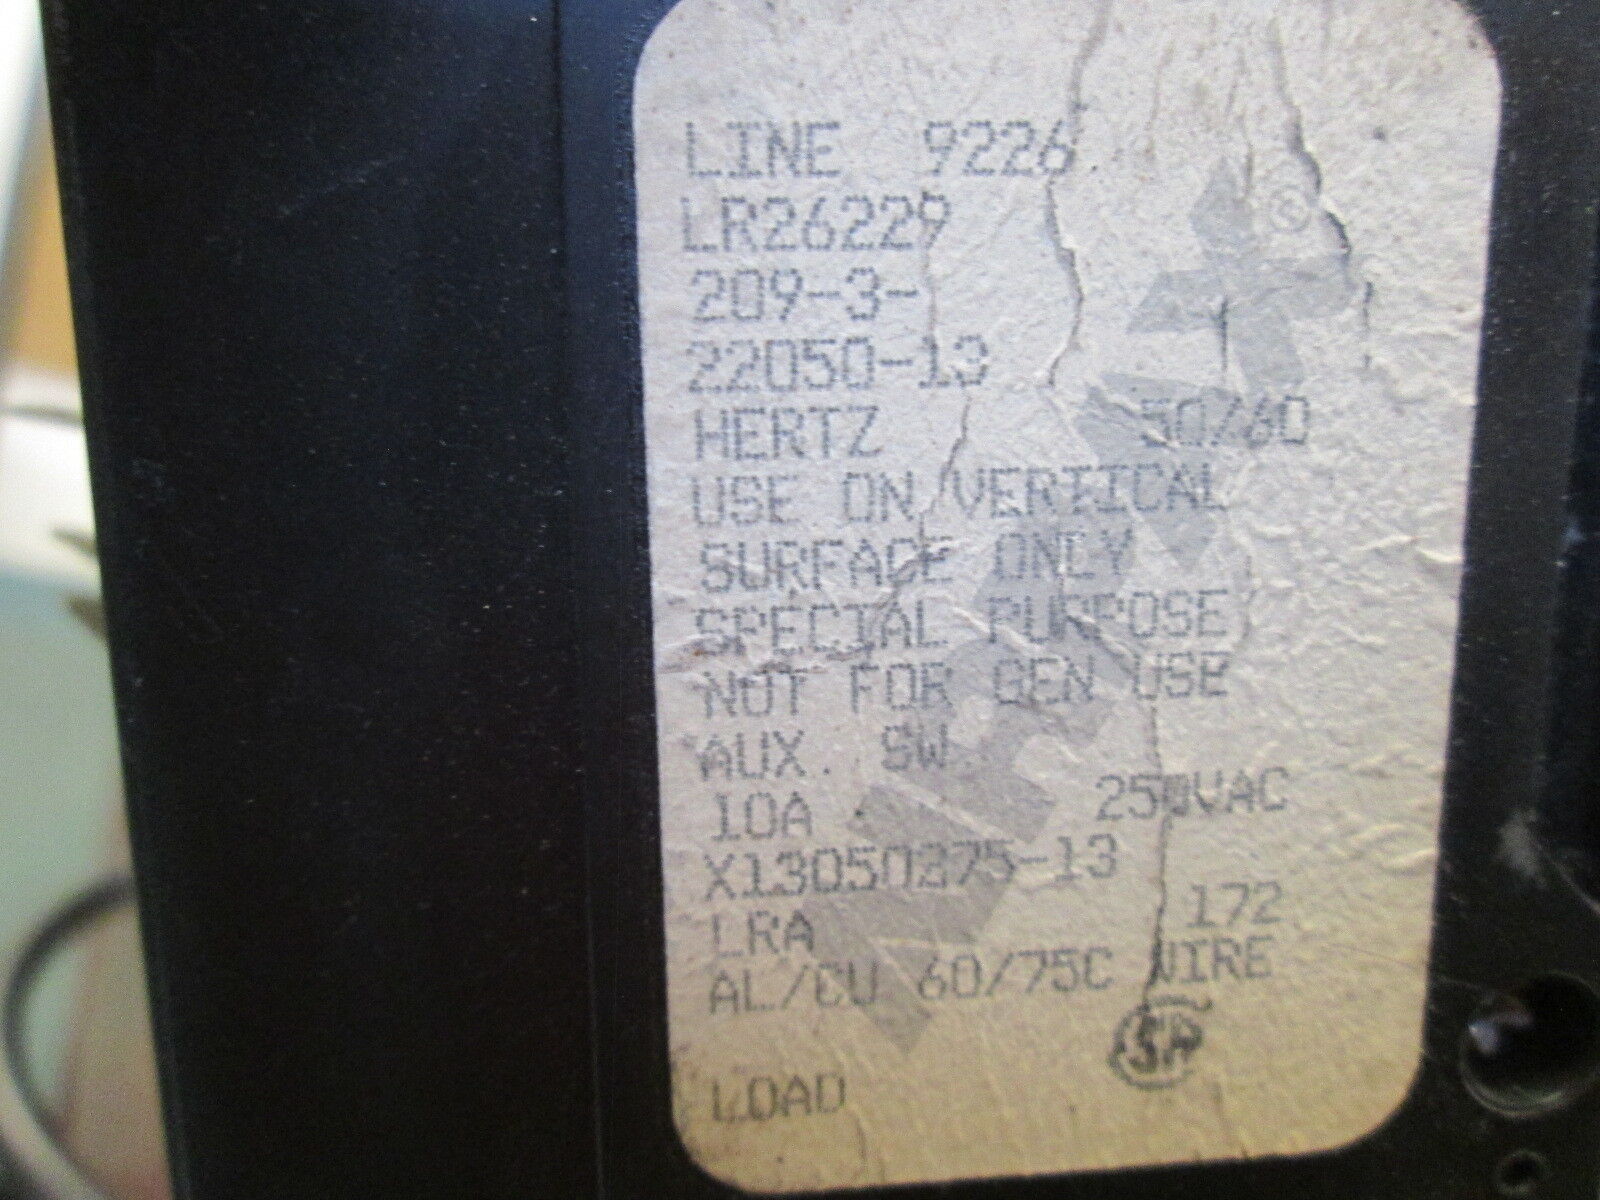 LINE 9226
LR26229
209-3-
22050-13
HERTZ 50/60
USE ON VERTICAL
SURFACE ONLY
SPECIAL PURPOSE
NOT FOR GEN USE
AUX. SW.
10A 250VAC
X13050275-13
LRA 172
AL/CU 60/75C WIRE
LOAD